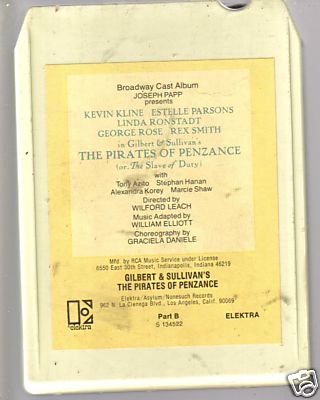 Broadway Cast Album
JOSEPH PAPP
presents
KEVIN KLINE ESTELLE PARSONS
LINDA RONSTADT
GEORGE ROSE REX SMITH
in Gilbert & Sullivan's
THE PIRATES OF PENZANCE
(or, The Slave of Duty)
with
Tony Azito Stephan Hanan
Alexandra Korey Marcie Shaw
Directed by
WILFORD LEACH
Music Adapted by
WILLIAM ELLIOTT
Choreography by
GRACIELA DANIELE
Mfd. by RCA Music Service under License
6550 East 30th Street, Indianapolis, Indiana 46219
GILBERT & SULLIVAN'S
THE PIRATES OF PENZANCE
Elektra/Asylum/Nonesuch Records
962 N. La Cienega Blvd., Los Angeles, Calif. 90069
elektra
Part B
ELEKTRA
S 134522
ebY